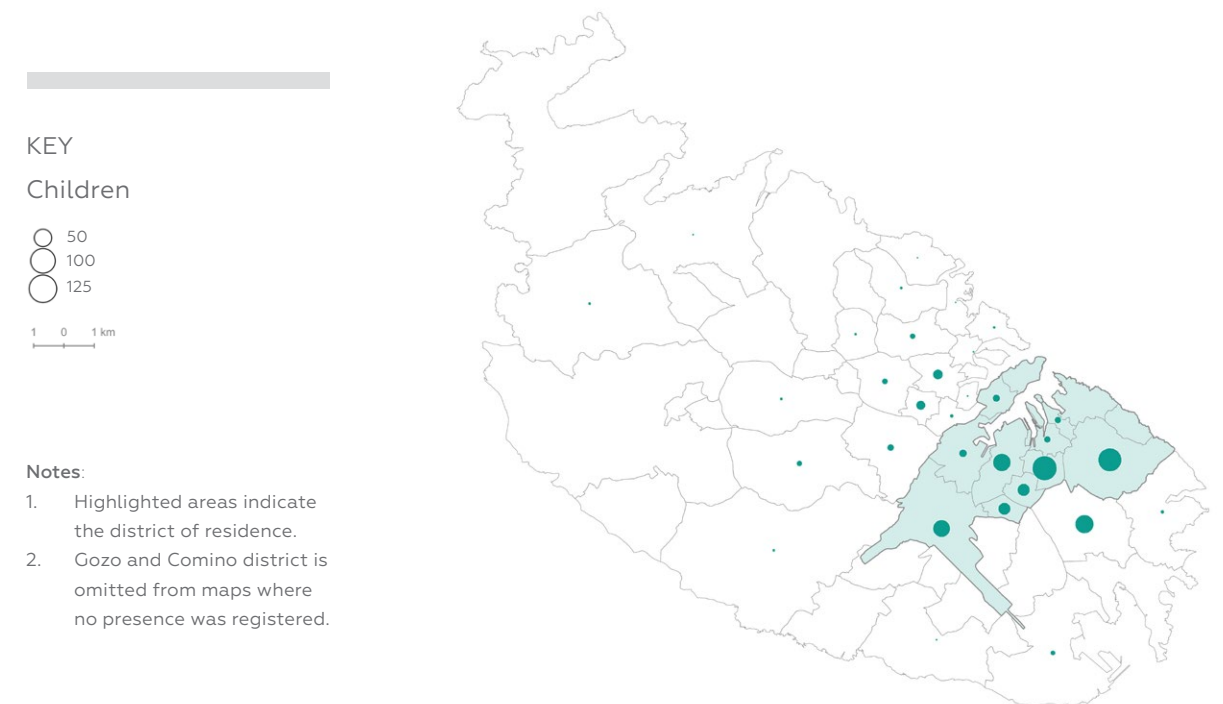 KEY
Children
50
100
125
1 0 1 km
Notes:
1. Highlighted areas indicate
the district of residence.
2. Gozo and Comino district is
omitted from maps where
no presence was registered.